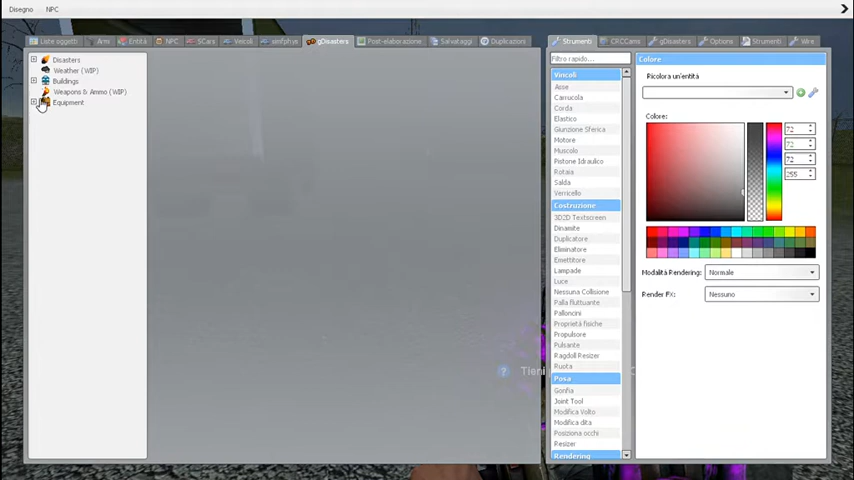 Disegno NPC
Liste oggetti Armi Entità NPC SCars Veicoli simfphys gDisasters Post-elaborazione Salvataggi Duplicazioni
Strumenti CRCCams gDisasters Options Strumenti Wire
Disasters
Weather (WIP)
Buildings
Weapons & Ammo (WIP)
Equipment
Filtro rapido...
Vincoli
Asse
Carrucola
Corda
Elastico
Giunzione Sferica
Motore
Muscolo
Pistone Idraulico
Rotaia
Salda
Verricello
Costruzione
3D2D Textscreen
Dinamite
Duplicatore
Eliminatore
Emettitore
Lampade
Luce
Nessuna Collisione
Palla fluttuante
Palloncini
Proprietà fisiche
Propulsore
Pulsante
Ragdoll Resizer
Ruota
Posa
Gonfia
Joint Tool
Modifica Volto
Modifica dita
Posiziona occhi
Resizer
Rendering
Colore
Ricolora un'entità
Colore:
72
72
72
255
Modalità Rendering: Normale
Render FX: Nessuno
Tieni